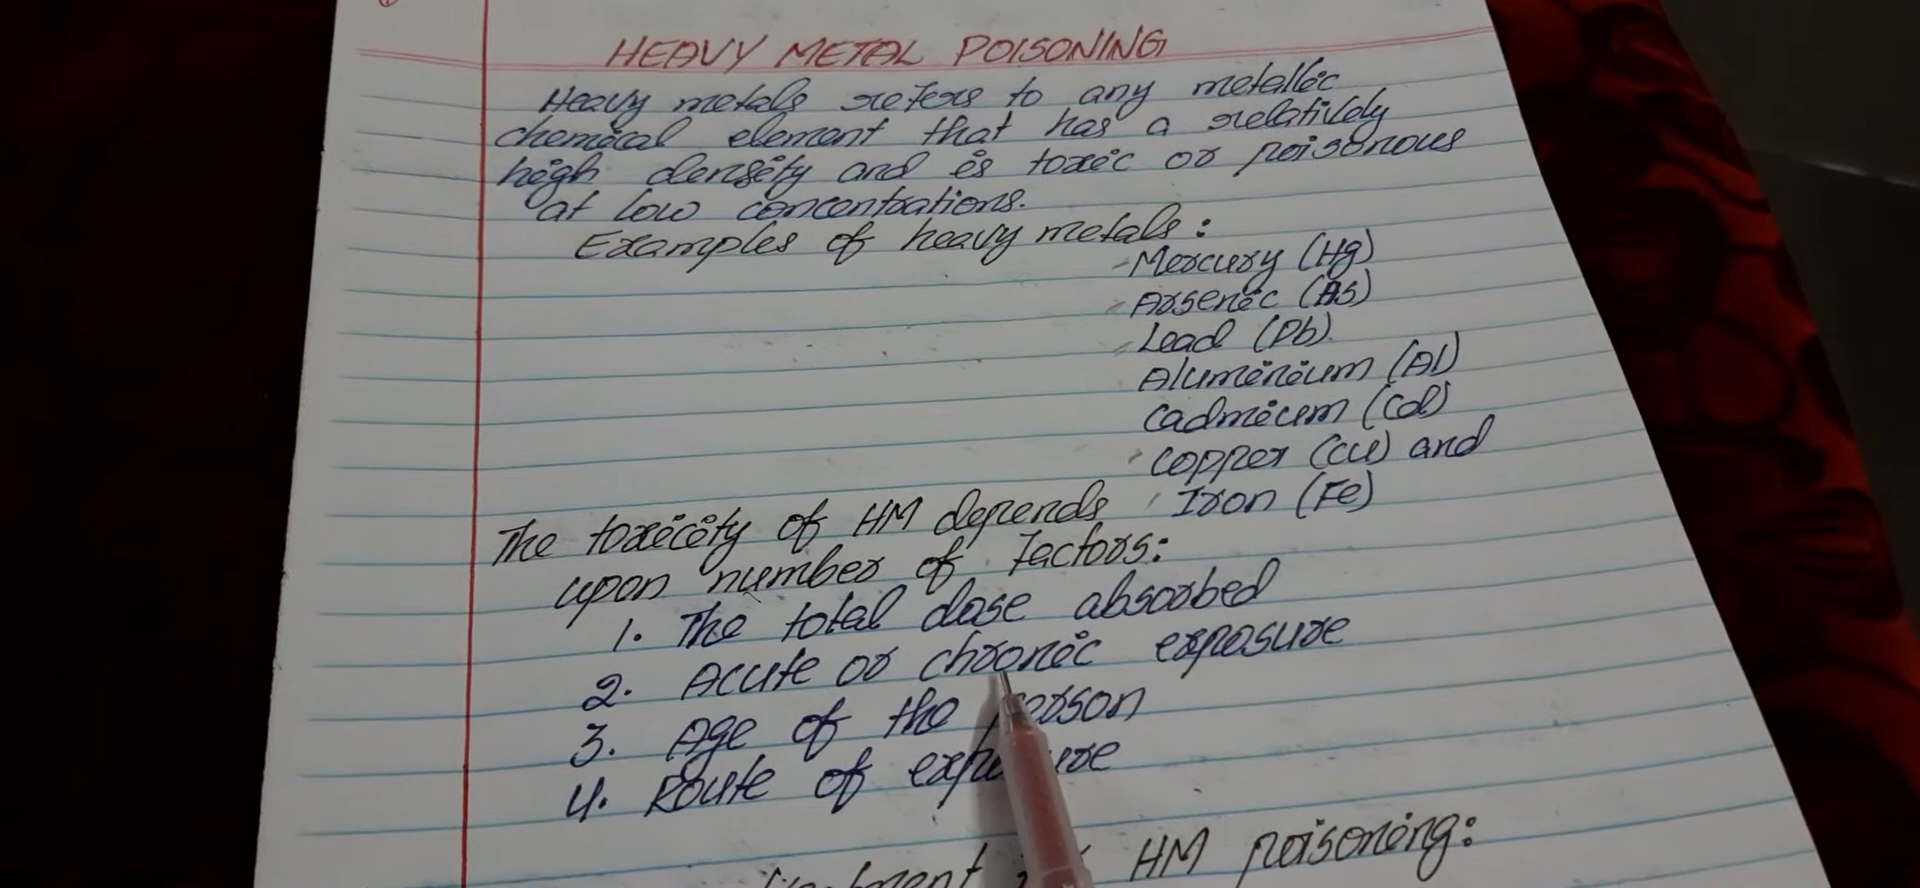 HEAVY METAL POISONING
Heavy metals refers to any metallic
chemical element that has a relatively
high density and is toxic or poisonous
at low concentrations.
Examples of heavy metals:
- Mercury (Hg)
- Arsenic (As)
- Lead (Pb)
Aluminium (Al)
Cadmium (Cd)
- Copper (Cu) and
- Iron (Fe)
The toxicity of HM depends
upon number of factors:
1. The total dose absorbed
2. Acute or chronic exposure
3. Age of the person
4. Route of exposure
HM poisoning: